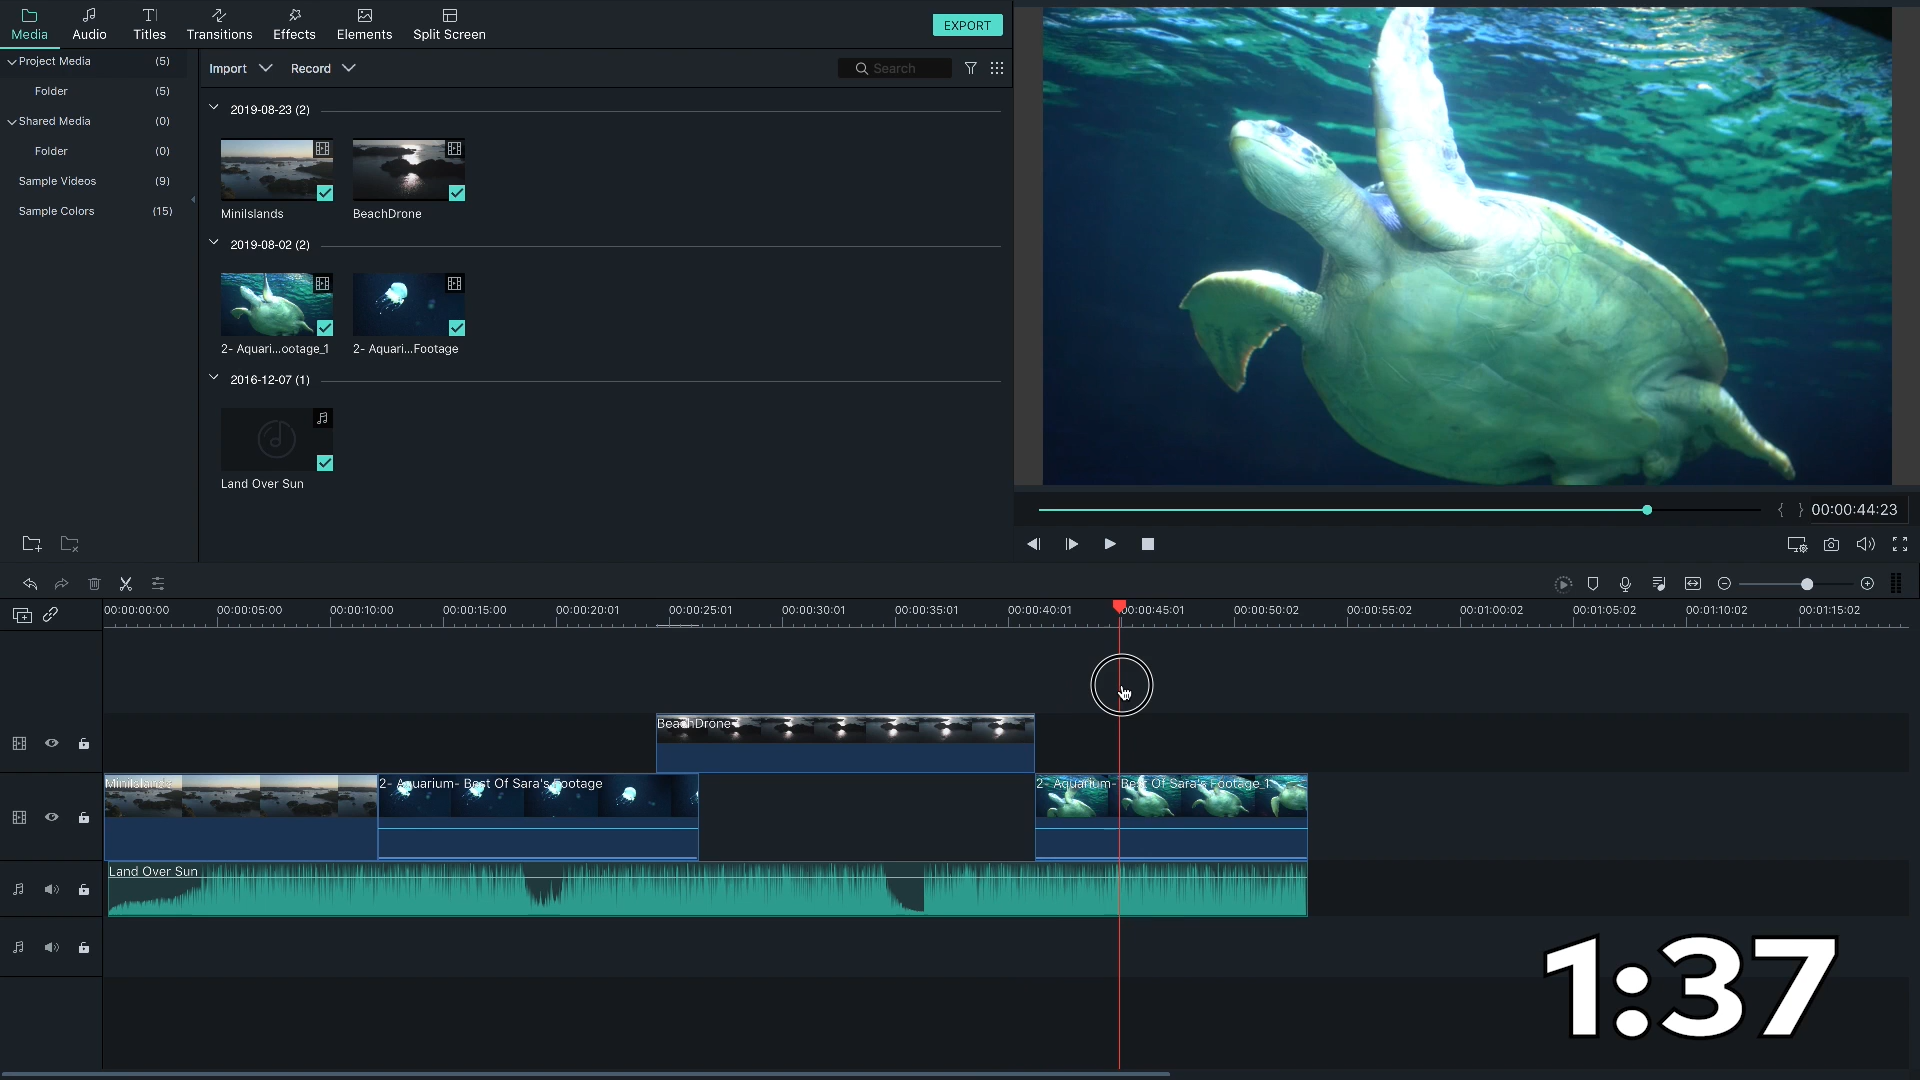 Media Audio Titles Transitions Effects Elements Split Screen EXPORT
Project Media (5)
Folder (5)
Shared Media (0)
Folder (0)
Sample Videos (9)
Sample Colors (15)
Import Record Search
2019-08-23 (2)
MiniIslands BeachDrone
2019-08-02 (2)
2- Aquari...ootage_1 2- Aquari...Footage
2016-12-07 (1)
Land Over Sun
{ } 00:00:44:23
00:00:00:00 00:00:05:00 00:00:10:00 00:00:15:00 00:00:20:01 00:00:25:01 00:00:30:01 00:00:35:01 00:00:40:01 00:00:45:01 00:00:50:02 00:00:55:02 00:01:00:02 00:01:05:02 00:01:10:02 00:01:15:02
BeachDrone
MiniIslands 2- Aquarium- Best Of Sara's Footage 2- Aquarium- Best Of Sara's Footage_1
Land Over Sun
1:37